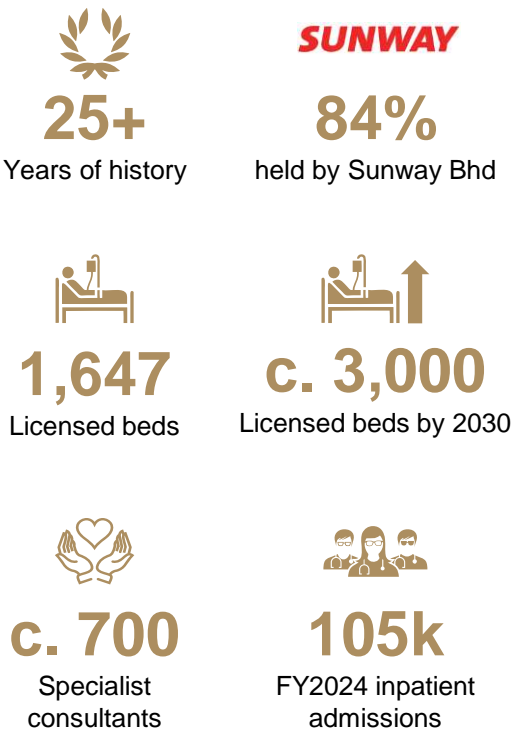 SUNWAY
25+
Years of history
84%
held by Sunway Bhd
1,647
Licensed beds
c. 3,000
Licensed beds by 2030
c. 700
Specialist
consultants
105k
FY2024 inpatient
admissions